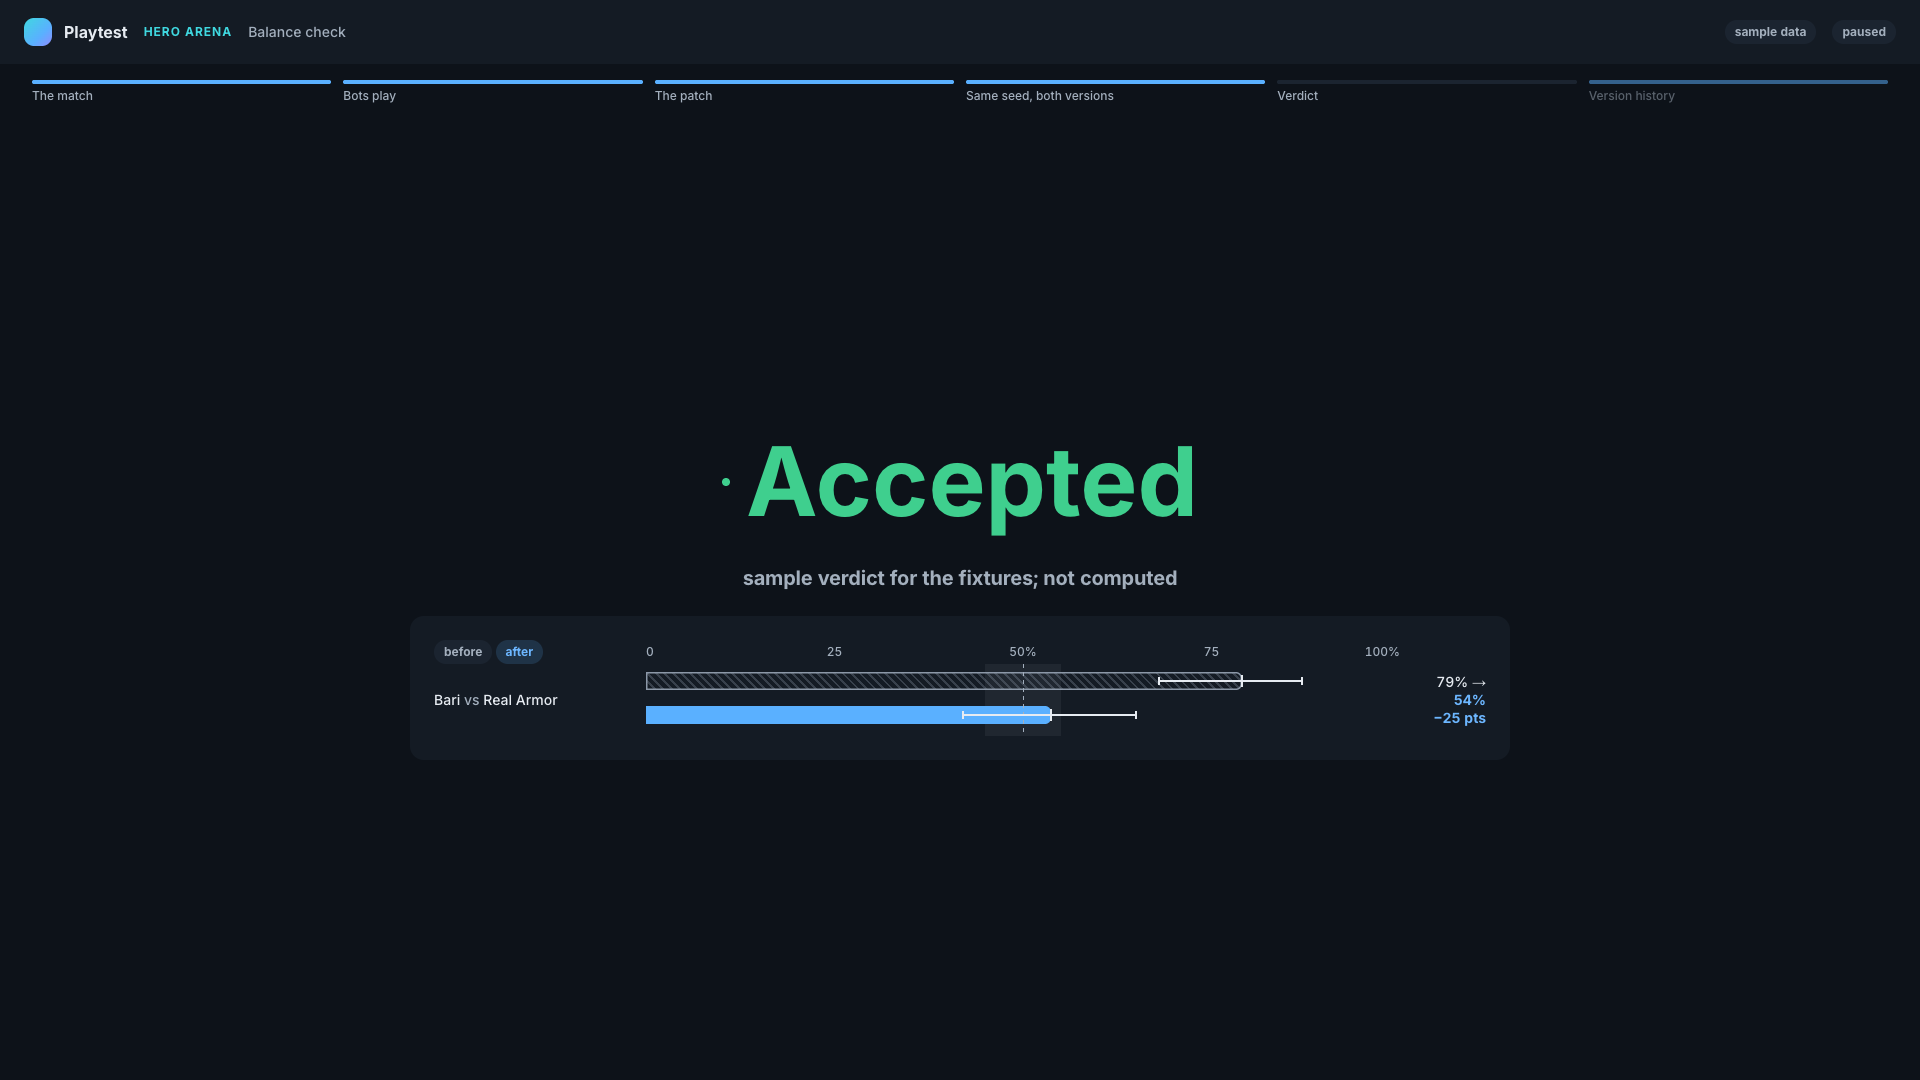 Playtest HERO ARENA Balance check sample data paused
The match Bots play The patch Same seed, both versions Verdict Version history
· Accepted
sample verdict for the fixtures; not computed
before after 0 25 50% 75 100%
Bari vs Real Armor
79% →
54%
−25 pts